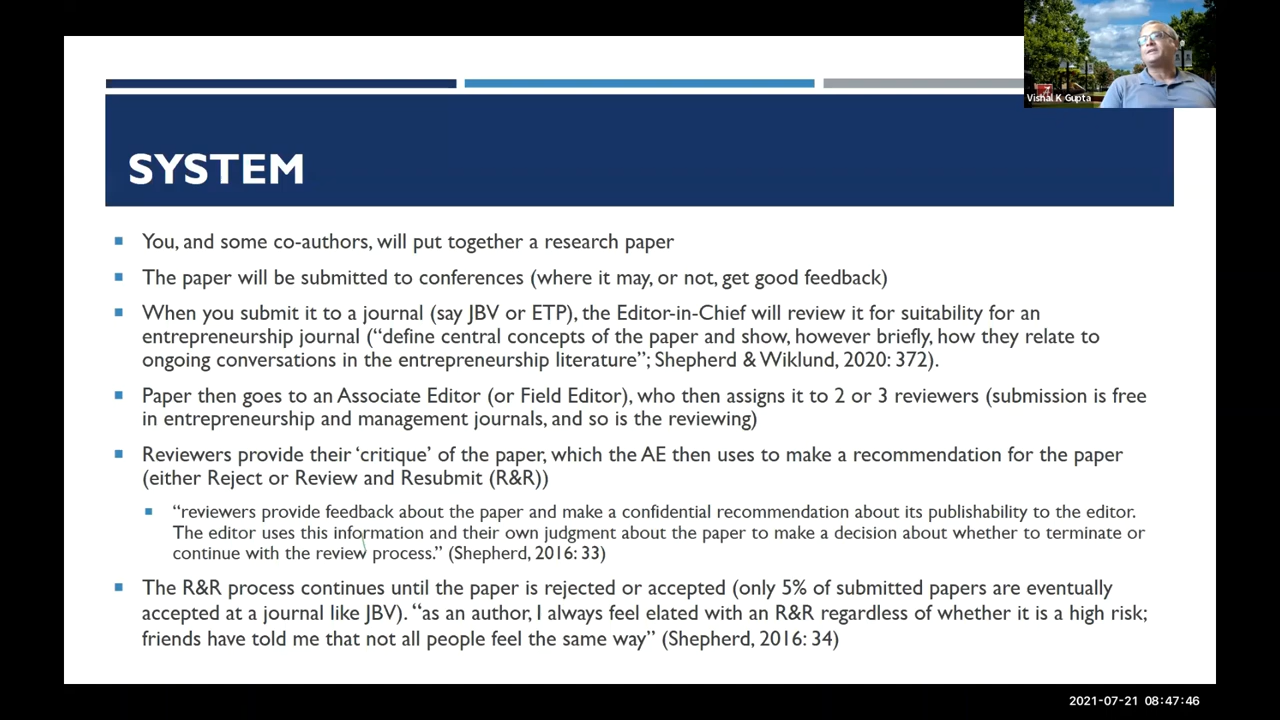 Vishal K Gupta
SYSTEM
You, and some co-authors, will put together a research paper
The paper will be submitted to conferences (where it may, or not, get good feedback)
When you submit it to a journal (say JBV or ETP), the Editor-in-Chief will review it for suitability for an
entrepreneurship journal (“define central concepts of the paper and show, however briefly, how they relate to
ongoing conversations in the entrepreneurship literature”; Shepherd & Wiklund, 2020: 372).
Paper then goes to an Associate Editor (or Field Editor), who then assigns it to 2 or 3 reviewers (submission is free
in entrepreneurship and management journals, and so is the reviewing)
Reviewers provide their ‘critique’ of the paper, which the AE then uses to make a recommendation for the paper
(either Reject or Review and Resubmit (R&R))
“reviewers provide feedback about the paper and make a confidential recommendation about its publishability to the editor.
The editor uses this information and their own judgment about the paper to make a decision about whether to terminate or
continue with the review process.” (Shepherd, 2016: 33)
The R&R process continues until the paper is rejected or accepted (only 5% of submitted papers are eventually
accepted at a journal like JBV). “as an author, I always feel elated with an R&R regardless of whether it is a high risk;
friends have told me that not all people feel the same way” (Shepherd, 2016: 34)
2021-07-21 08:47:46